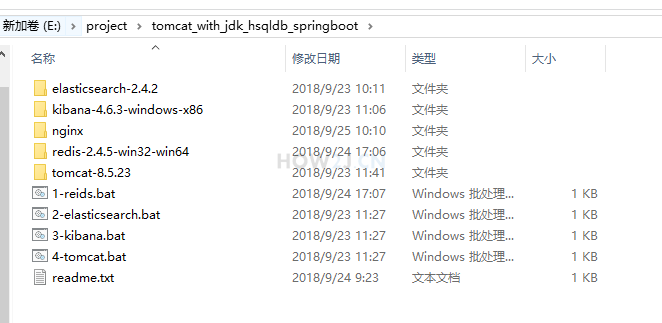 新加卷 (E:) › project › tomcat_with_jdk_hsqldb_springboot ›
名称 修改日期 类型 大小
elasticsearch-2.4.2 2018/9/23 10:11 文件夹
kibana-4.6.3-windows-x86 2018/9/23 11:06 文件夹
nginx 2018/9/25 10:10 文件夹
redis-2.4.5-win32-win64 2018/9/24 17:06 文件夹
HOW2J.CN
tomcat-8.5.23 2018/9/23 11:41 文件夹
1-reids.bat 2018/9/24 17:07 Windows 批处理... 1 KB
2-elasticsearch.bat 2018/9/23 11:27 Windows 批处理... 1 KB
3-kibana.bat 2018/9/23 11:27 Windows 批处理... 1 KB
4-tomcat.bat 2018/9/23 11:27 Windows 批处理... 1 KB
readme.txt 2018/9/24 9:23 文本文档 1 KB